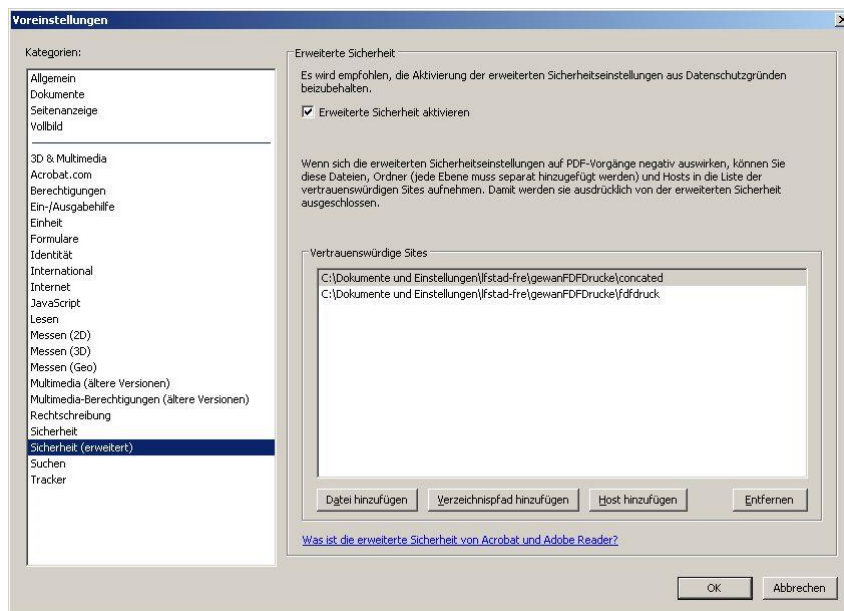 Voreinstellungen
Kategorien:
Allgemein
Dokumente
Seitenanzeige
Vollbild
3D & Multimedia
Acrobat.com
Berechtigungen
Ein-/Ausgabehilfe
Einheit
Formulare
Identität
International
Internet
JavaScript
Lesen
Messen (2D)
Messen (3D)
Messen (Geo)
Multimedia (ältere Versionen)
Multimedia-Berechtigungen (ältere Versionen)
Rechtschreibung
Sicherheit
Sicherheit (erweitert)
Suchen
Tracker
Erweiterte Sicherheit
Es wird empfohlen, die Aktivierung der erweiterten Sicherheitseinstellungen aus Datenschutzgründen
beizubehalten.
Erweiterte Sicherheit aktivieren
Wenn sich die erweiterten Sicherheitseinstellungen auf PDF-Vorgänge negativ auswirken, können Sie
diese Dateien, Ordner (jede Ebene muss separat hinzugefügt werden) und Hosts in die Liste der
vertrauenswürdigen Sites aufnehmen. Damit werden sie ausdrücklich von der erweiterten Sicherheit
ausgeschlossen.
Vertrauenswürdige Sites
C:\Dokumente und Einstellungen\lfstad-fre\gewanFDFDrucke\concated
C:\Dokumente und Einstellungen\lfstad-fre\gewanFDFDrucke\fdfdruck
Datei hinzufügen
Verzeichnispfad hinzufügen
Host hinzufügen
Entfernen
Was ist die erweiterte Sicherheit von Acrobat und Adobe Reader?
OK
Abbrechen